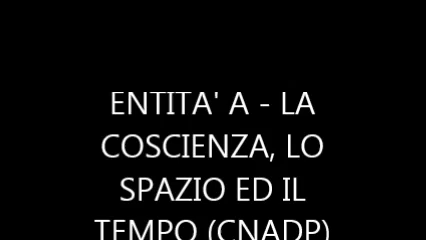 ENTITA' A - LA
COSCIENZA, LO
SPAZIO ED IL
TEMPO (CNADP)